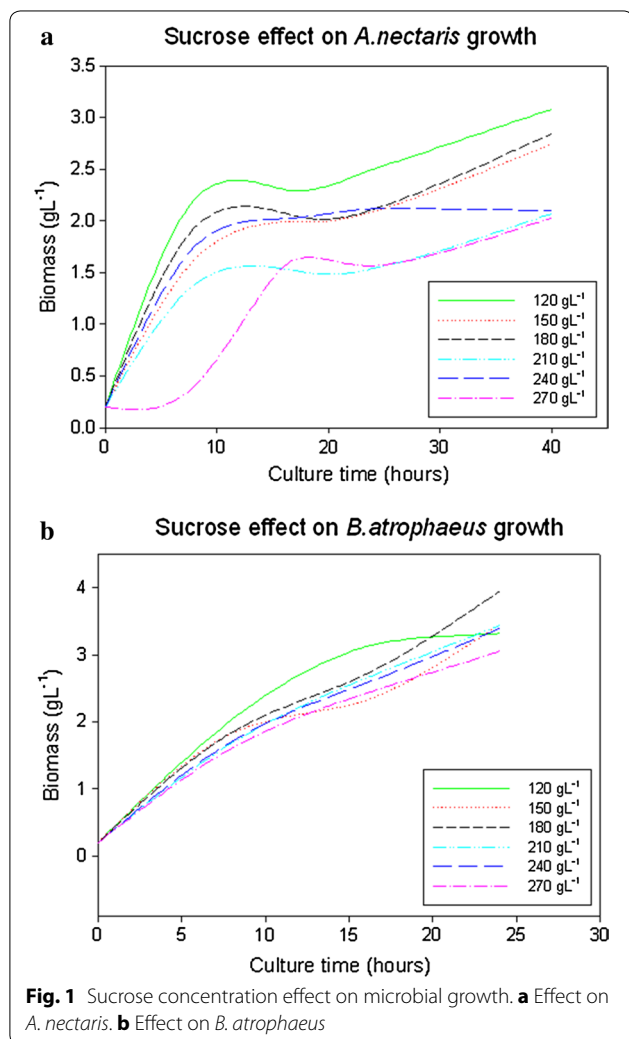 a Sucrose effect on A.nectaris growth
3.5
3.0
2.5
2.0
1.5
1.0
0.5
0.0
Biomass (gL⁻¹)
120 gL⁻¹
150 gL⁻¹
180 gL⁻¹
210 gL⁻¹
240 gL⁻¹
270 gL⁻¹
0 10 20 30 40
Culture time (hours)
b Sucrose effect on B.atrophaeus growth
4
3
2
1
0
Biomass (gL⁻¹)
120 gL⁻¹
150 gL⁻¹
180 gL⁻¹
210 gL⁻¹
240 gL⁻¹
270 gL⁻¹
0 5 10 15 20 25 30
Culture time (hours)
Fig. 1 Sucrose concentration effect on microbial growth. a Effect on
A. nectaris. b Effect on B. atrophaeus